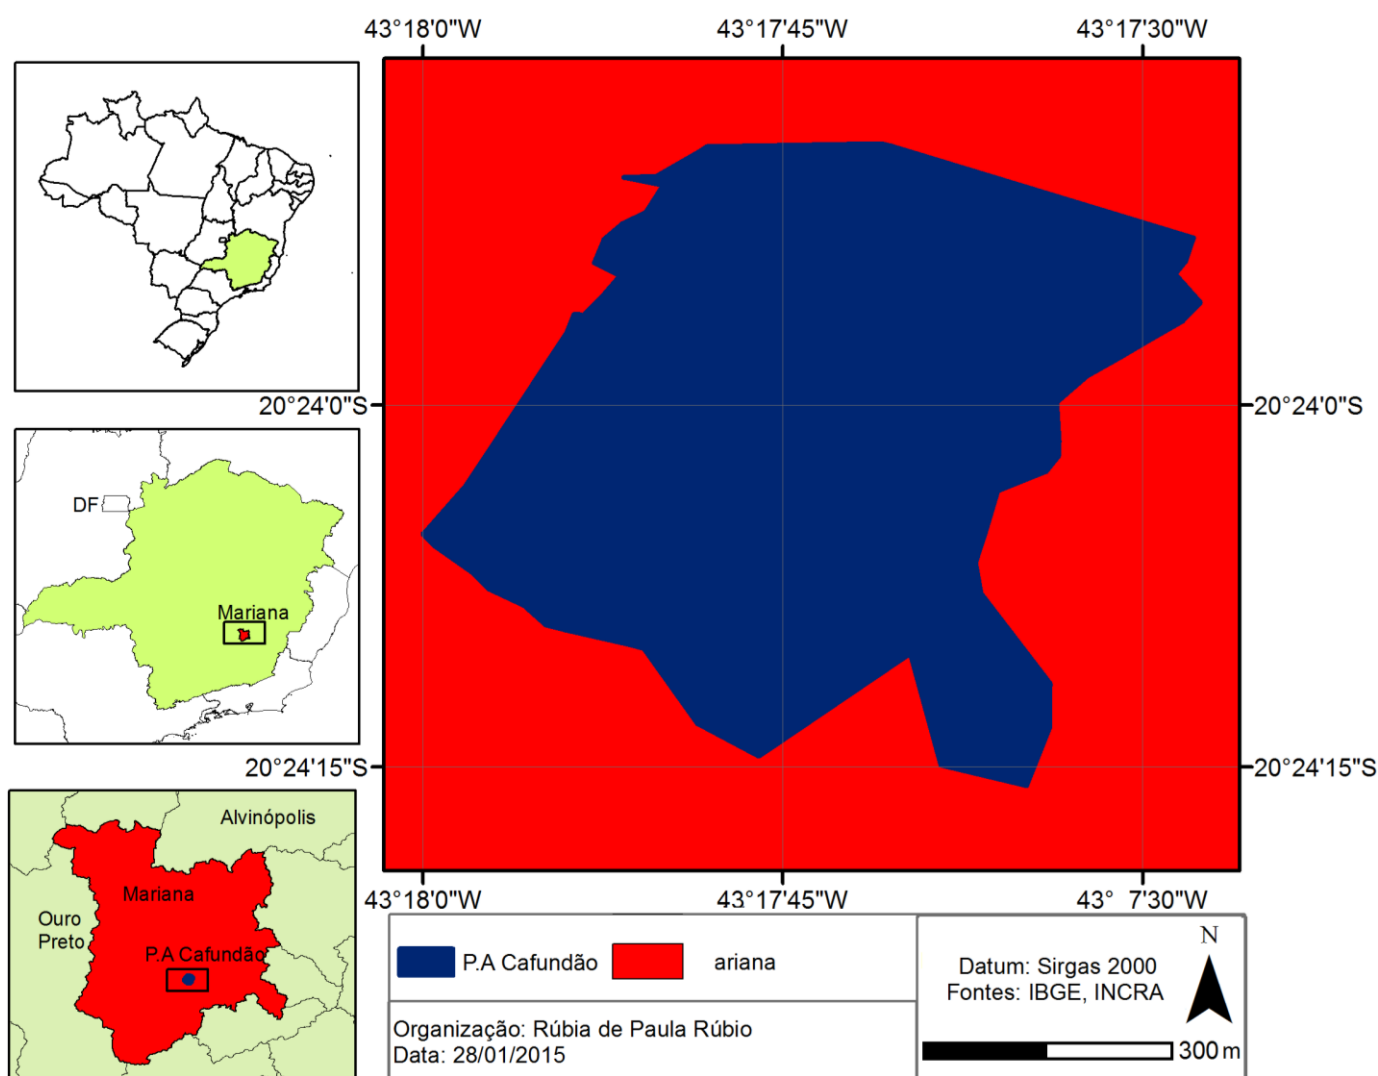 43°18'0"W
43°17'45"W
43°17'30"W
20°24'0"S
20°24'0"S
DF
Mariana
20°24'15"S
20°24'15"S
Alvinópolis
Mariana
Ouro
Preto
P.A Cafundão
43°18'0"W
43°17'45"W
43° 7'30"W
P.A Cafundão
ariana
Datum: Sirgas 2000
Fontes: IBGE, INCRA
N
Organização: Rúbia de Paula Rúbio
Data: 28/01/2015
300 m